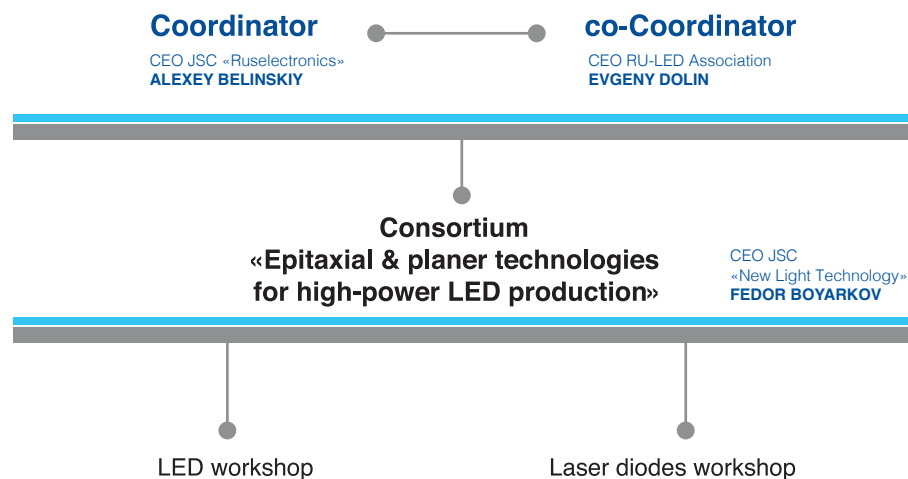 Coordinator
co-Coordinator
CEO JSC «Ruselectronics»
ALEXEY BELINSKIY
CEO RU-LED Association
EVGENY DOLIN
Consortium
«Epitaxial & planer technologies
for high-power LED production»
CEO JSC
«New Light Technology»
FEDOR BOYARKOV
LED workshop
Laser diodes workshop